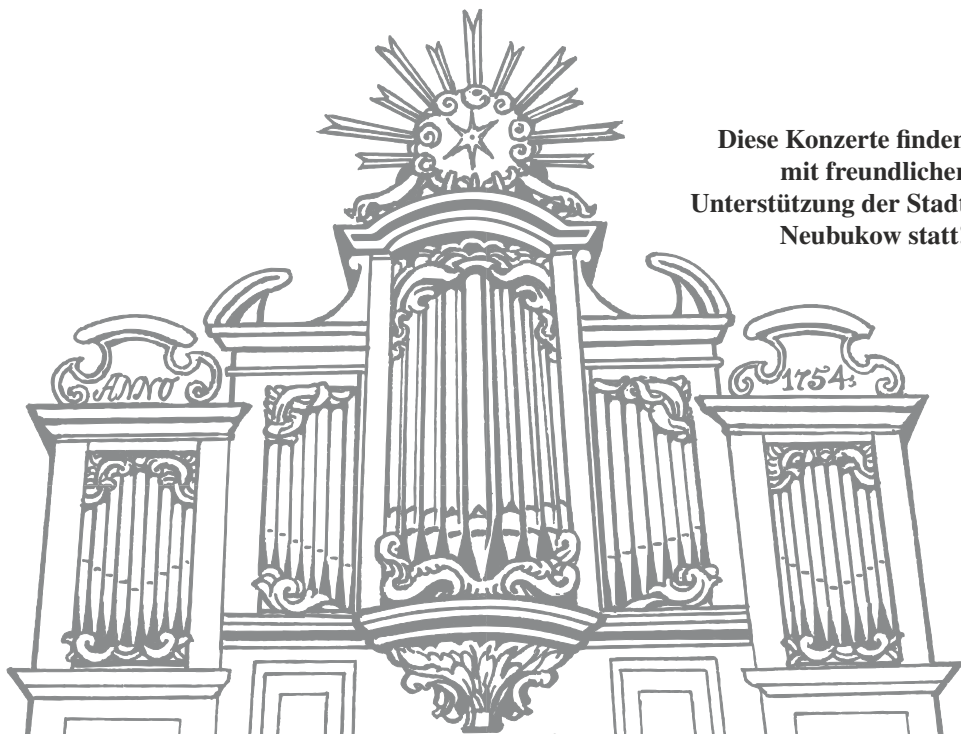 Diese Konzerte finden
mit freundlicher
Unterstützung der Stadt
Neubukow statt!
ANNO
1754